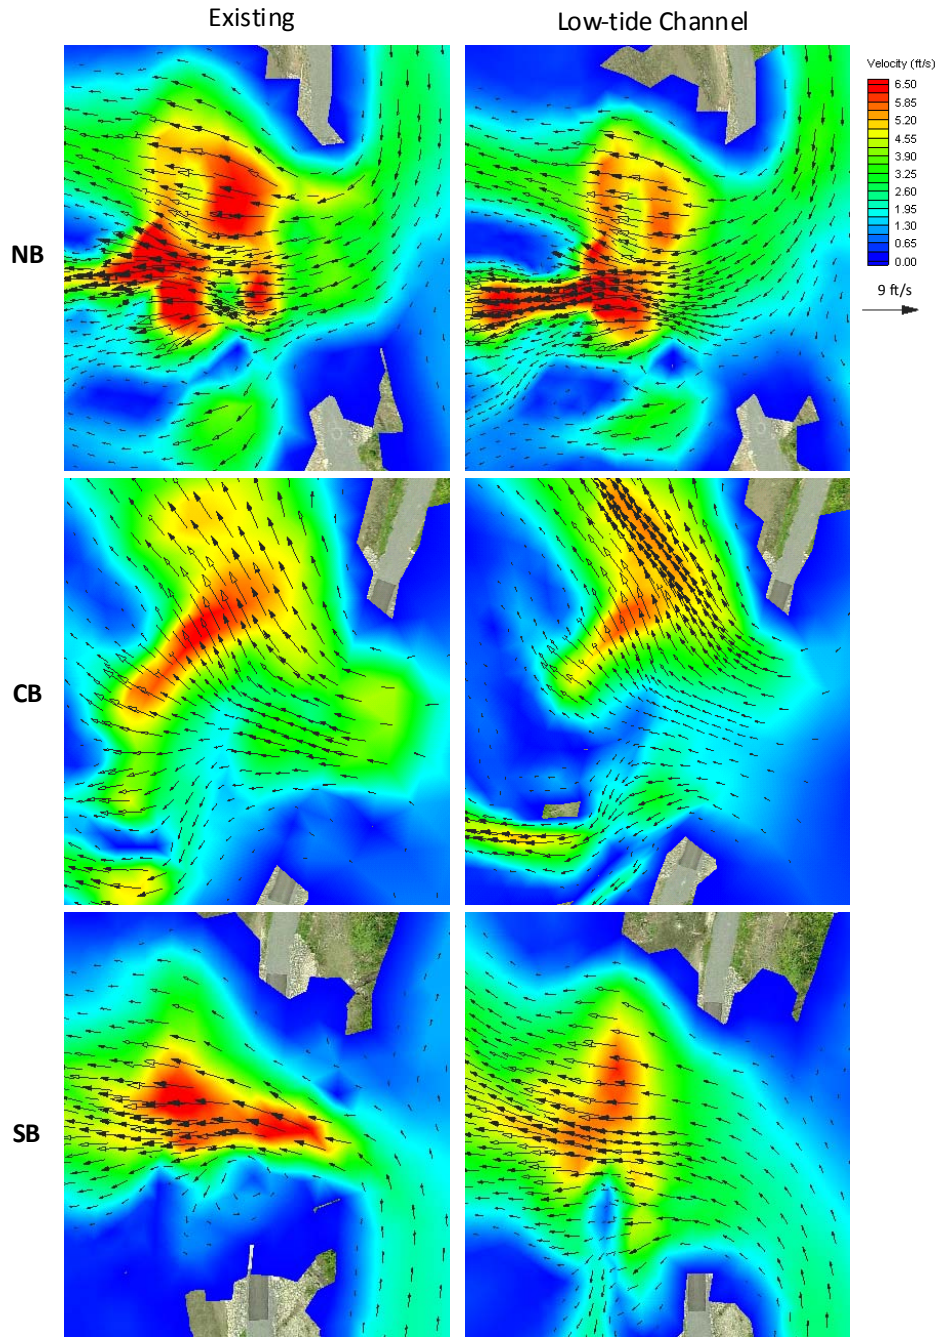 Existing
Low-tide Channel
Velocity (ft/s)
6.50
5.85
5.20
4.55
3.90
3.25
2.60
1.95
1.30
0.65
0.00
9 ft/s
NB
CB
SB